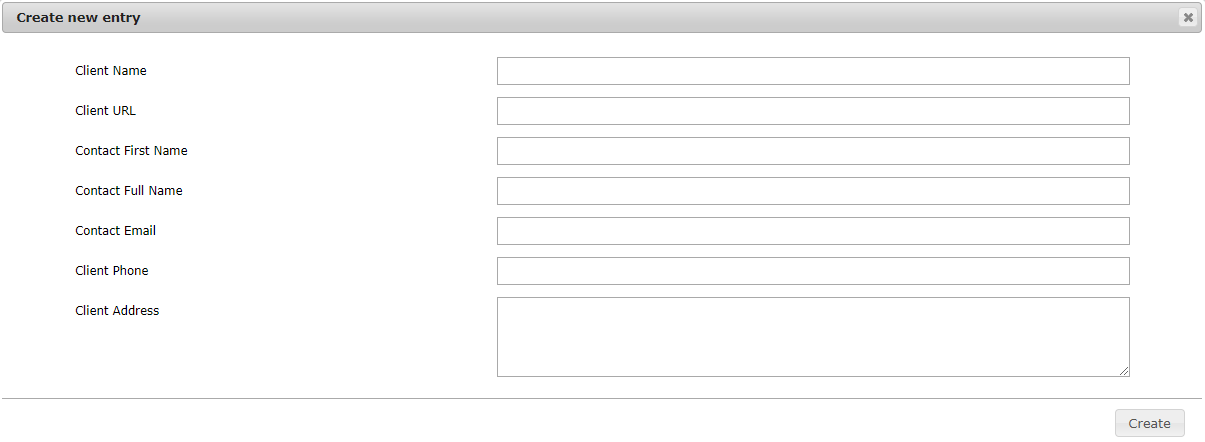 Create new entry
Client Name
Client URL
Contact First Name
Contact Full Name
Contact Email
Client Phone
Client Address
Create